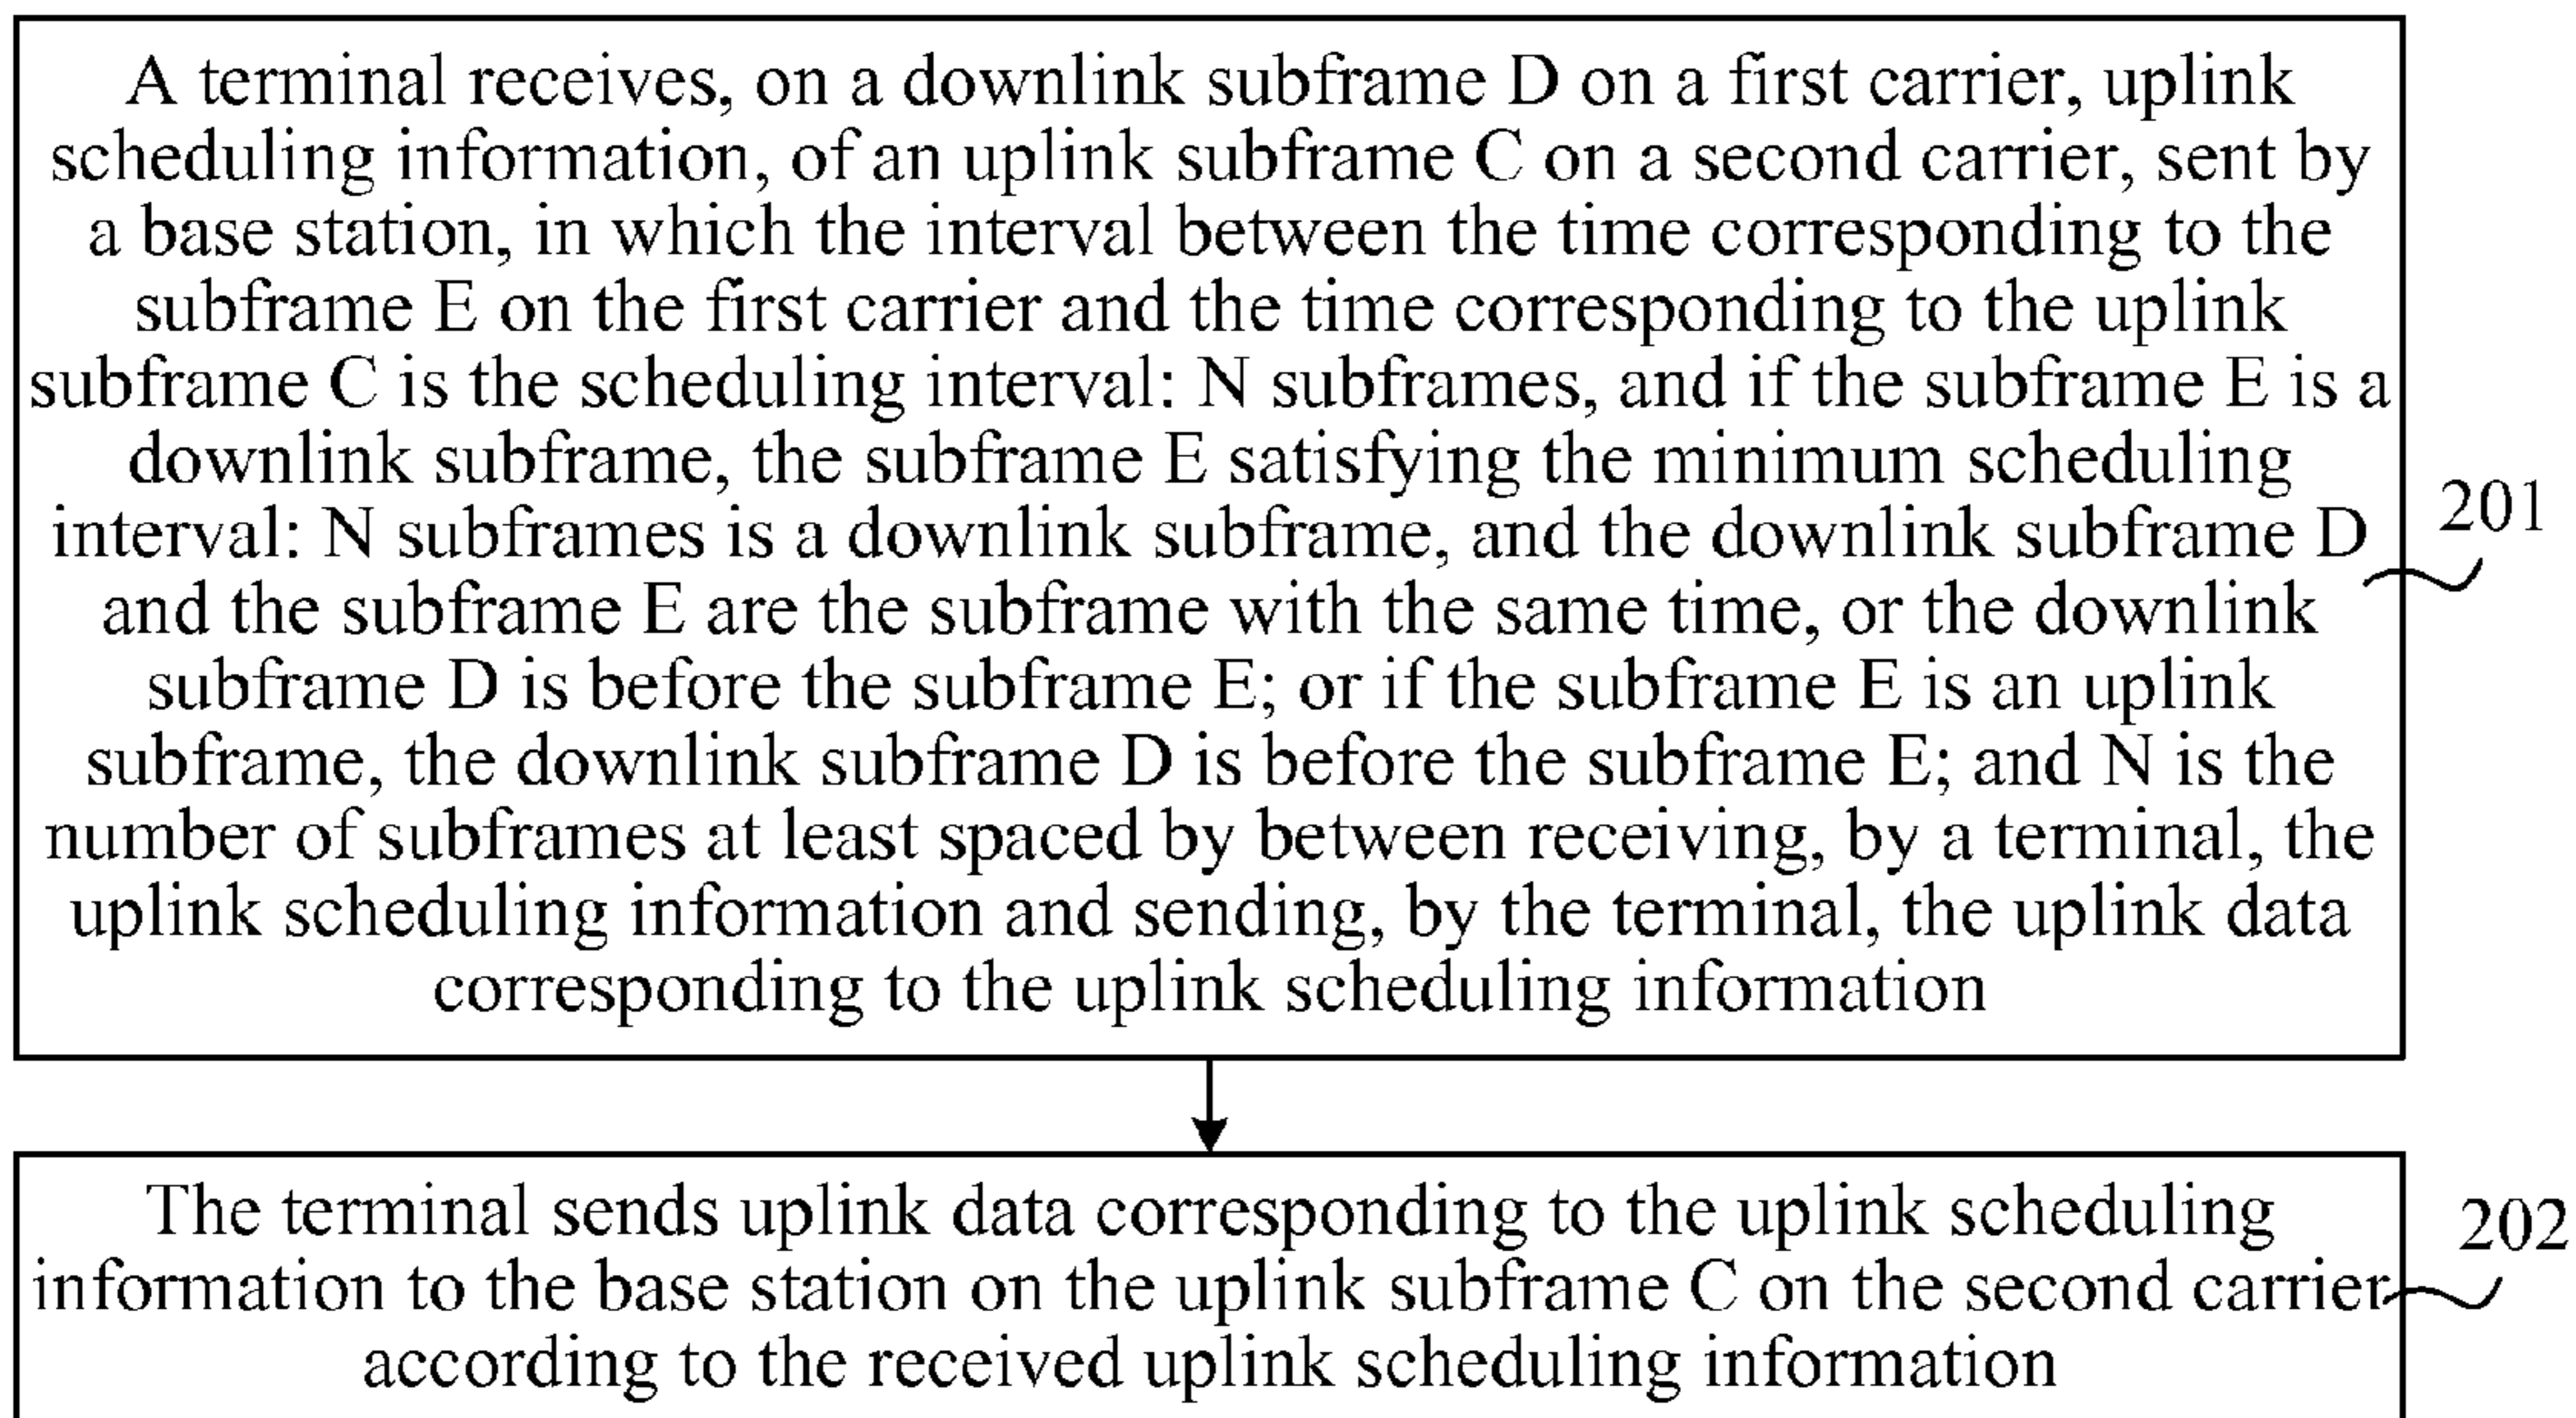 A terminal receives, on a downlink subframe D on a first carrier, uplink
scheduling information, of an uplink subframe C on a second carrier, sent by
a base station, in which the interval between the time corresponding to the
subframe E on the first carrier and the time corresponding to the uplink
subframe C is the scheduling interval: N subframes, and if the subframe E is a
downlink subframe, the subframe E satisfying the minimum scheduling
interval: N subframes is a downlink subframe, and the downlink subframe D
and the subframe E are the subframe with the same time, or the downlink
subframe D is before the subframe E; or if the subframe E is an uplink
subframe, the downlink subframe D is before the subframe E; and N is the
number of subframes at least spaced by between receiving, by a terminal, the
uplink scheduling information and sending, by the terminal, the uplink data
corresponding to the uplink scheduling information
201
The terminal sends uplink data corresponding to the uplink scheduling
information to the base station on the uplink subframe C on the second carrier
according to the received uplink scheduling information
202